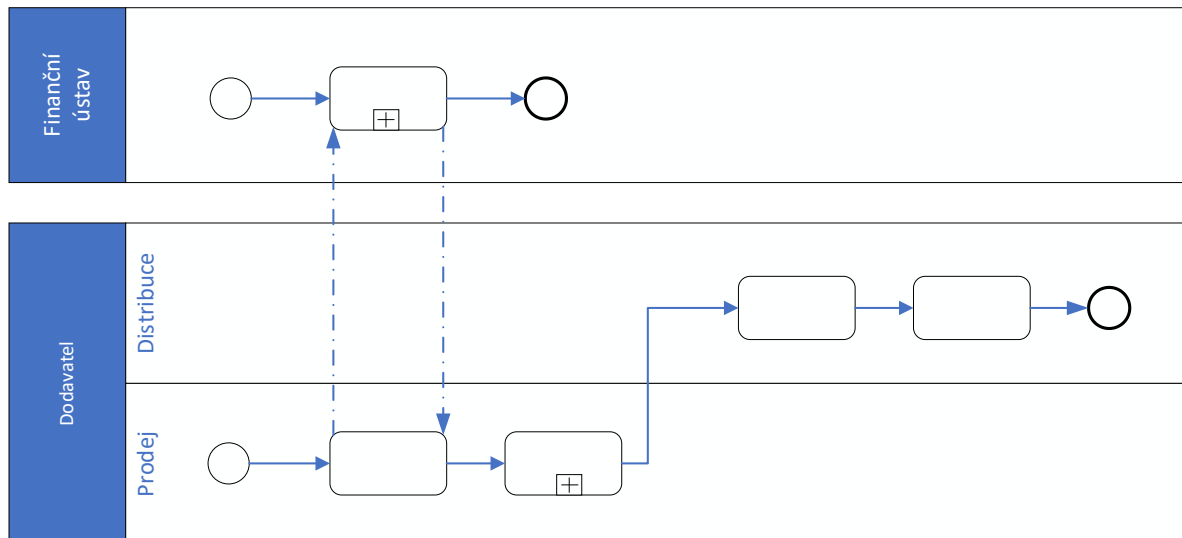 Finanční
ústav
Dodavatel
Distribuce
Prodej